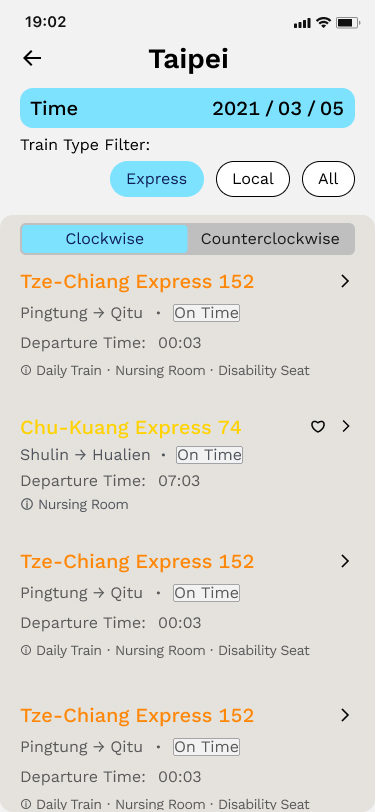 19:02
Taipei
Time 2021 / 03 / 05
Train Type Filter:
Express Local All
Clockwise Counterclockwise
Tze-Chiang Express 152
Pingtung → Qitu · On Time
Departure Time: 00:03
Daily Train · Nursing Room · Disability Seat
Chu-Kuang Express 74
Shulin → Hualien · On Time
Departure Time: 07:03
Nursing Room
Tze-Chiang Express 152
Pingtung → Qitu · On Time
Departure Time: 00:03
Daily Train · Nursing Room · Disability Seat
Tze-Chiang Express 152
Pingtung → Qitu · On Time
Departure Time: 00:03
Daily Train · Nursing Room · Disability Seat